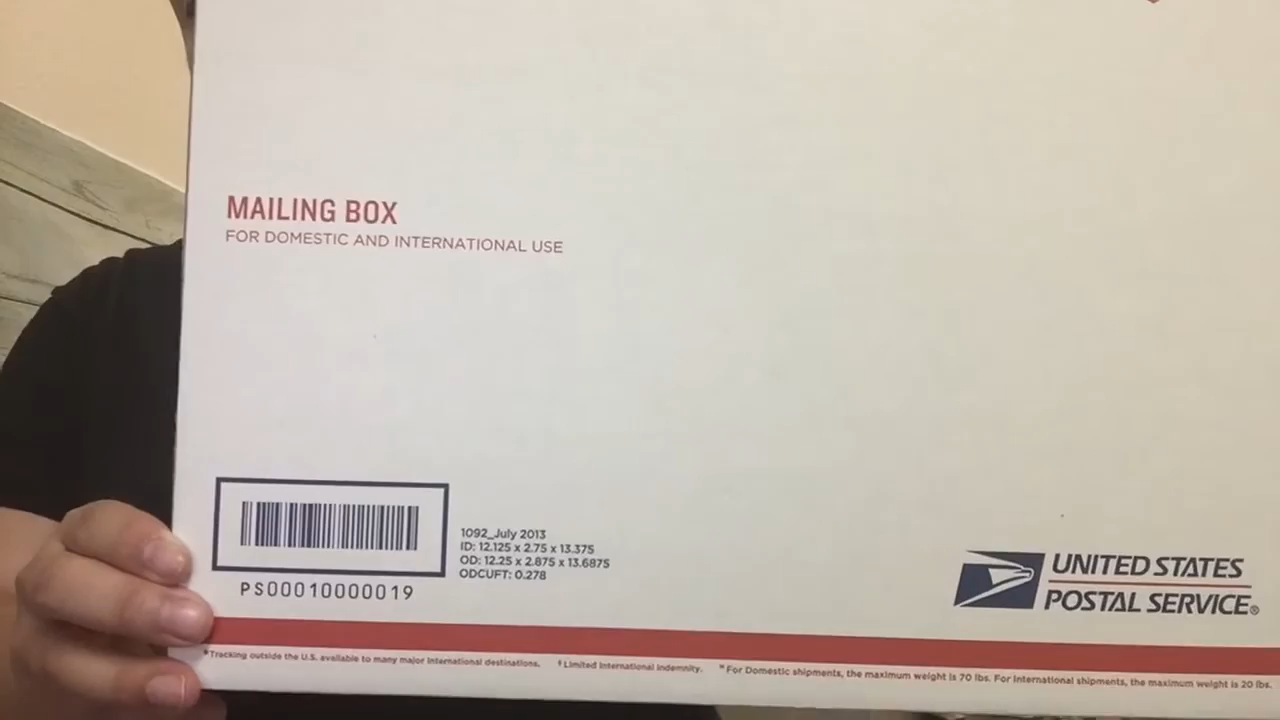 MAILING BOX
FOR DOMESTIC AND INTERNATIONAL USE
1092_July 2013
ID: 12.125 x 2.75 x 13.375
OD: 12.25 x 2.875 x 13.6875
ODCUFT: 0.278
PS00010000019
UNITED STATES
POSTAL SERVICE®
*Tracking outside the U.S. available to many major international destinations. ‡Limited international indemnity. **For Domestic shipments, the maximum weight is 70 lbs. For International shipments, the maximum weight is 20 lbs.